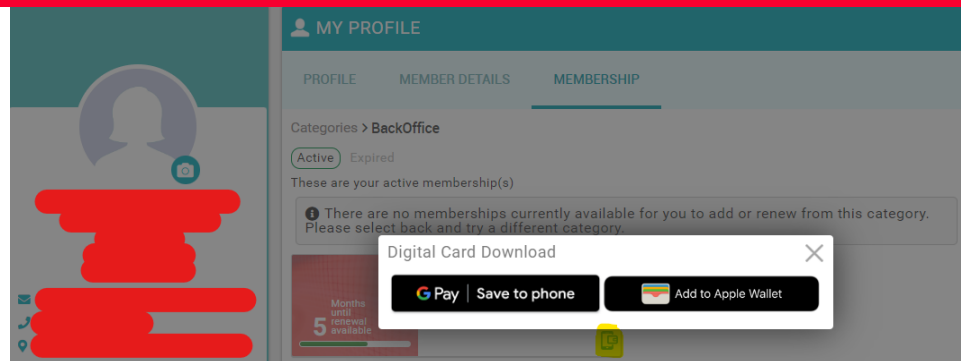 MY PROFILE
PROFILE MEMBER DETAILS MEMBERSHIP
Categories > BackOffice
Active Expired
These are your active membership(s)
There are no memberships currently available for you to add or renew from this category.
Please select back and try a different category.
Digital Card Download
G Pay | Save to phone
Add to Apple Wallet
Months
until
5 renewal
available